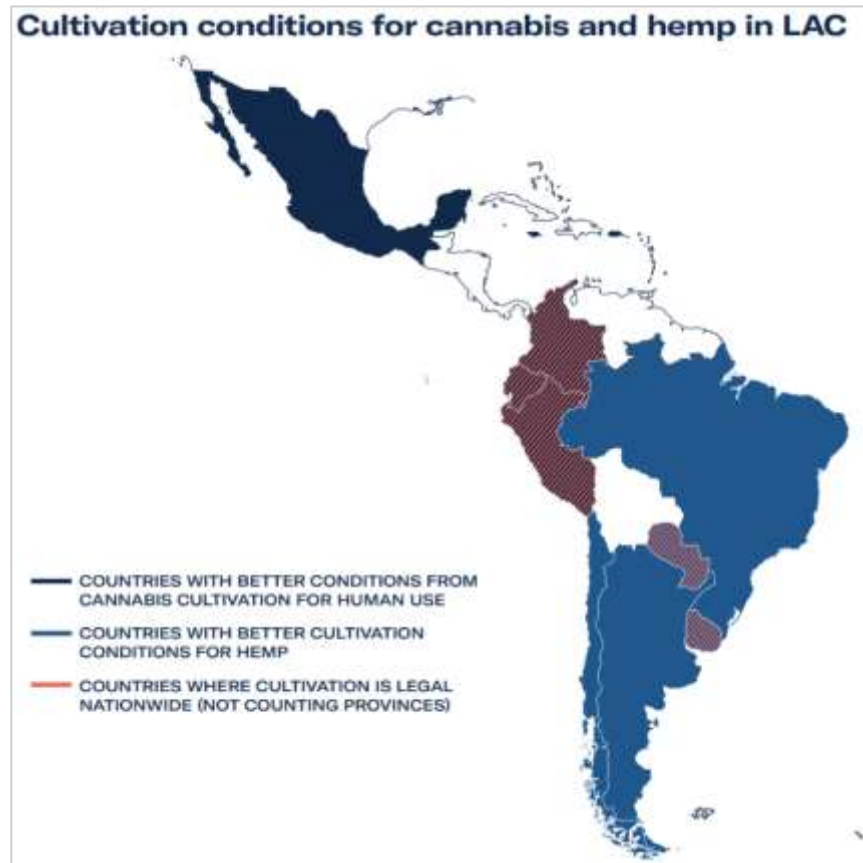 Cultivation conditions for cannabis and hemp in LAC
COUNTRIES WITH BETTER CONDITIONS FROM
CANNABIS CULTIVATION FOR HUMAN USE
COUNTRIES WITH BETTER CULTIVATION
CONDITIONS FOR HEMP
COUNTRIES WHERE CULTIVATION IS LEGAL
NATIONWIDE (NOT COUNTING PROVINCES)